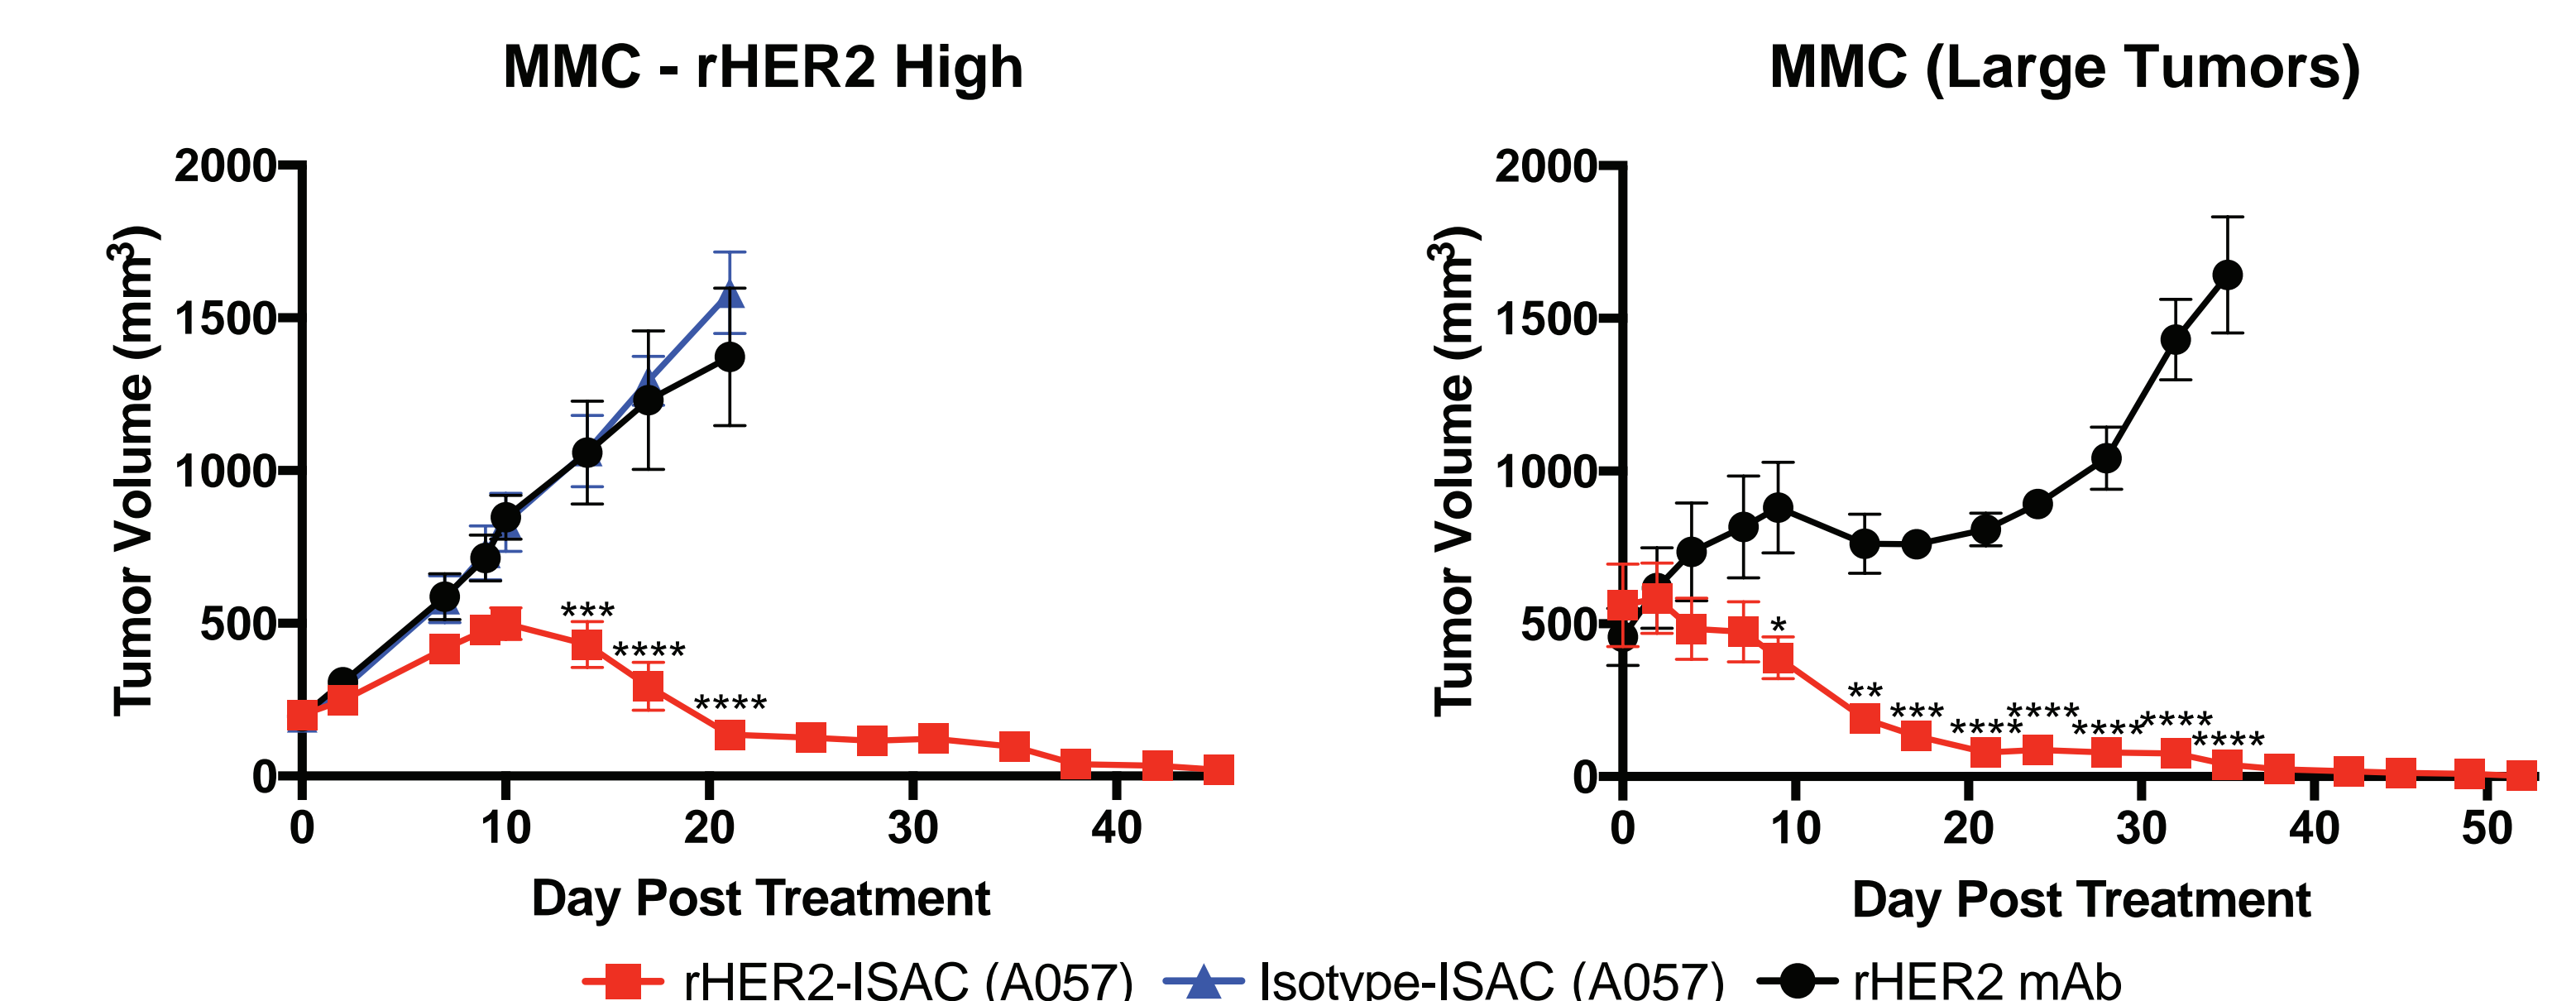 MMC - rHER2 High
Tumor Volume (mm3)
2000
1500
1000
500
0
***
****
****
0 10 20 30 40
Day Post Treatment
MMC (Large Tumors)
Tumor Volume (mm3)
2000
1500
1000
500
0
*
**
***
****
****
****
****
****
0 10 20 30 40 50
Day Post Treatment
rHER2-ISAC (A057) Isotype-ISAC (A057) rHER2 mAb